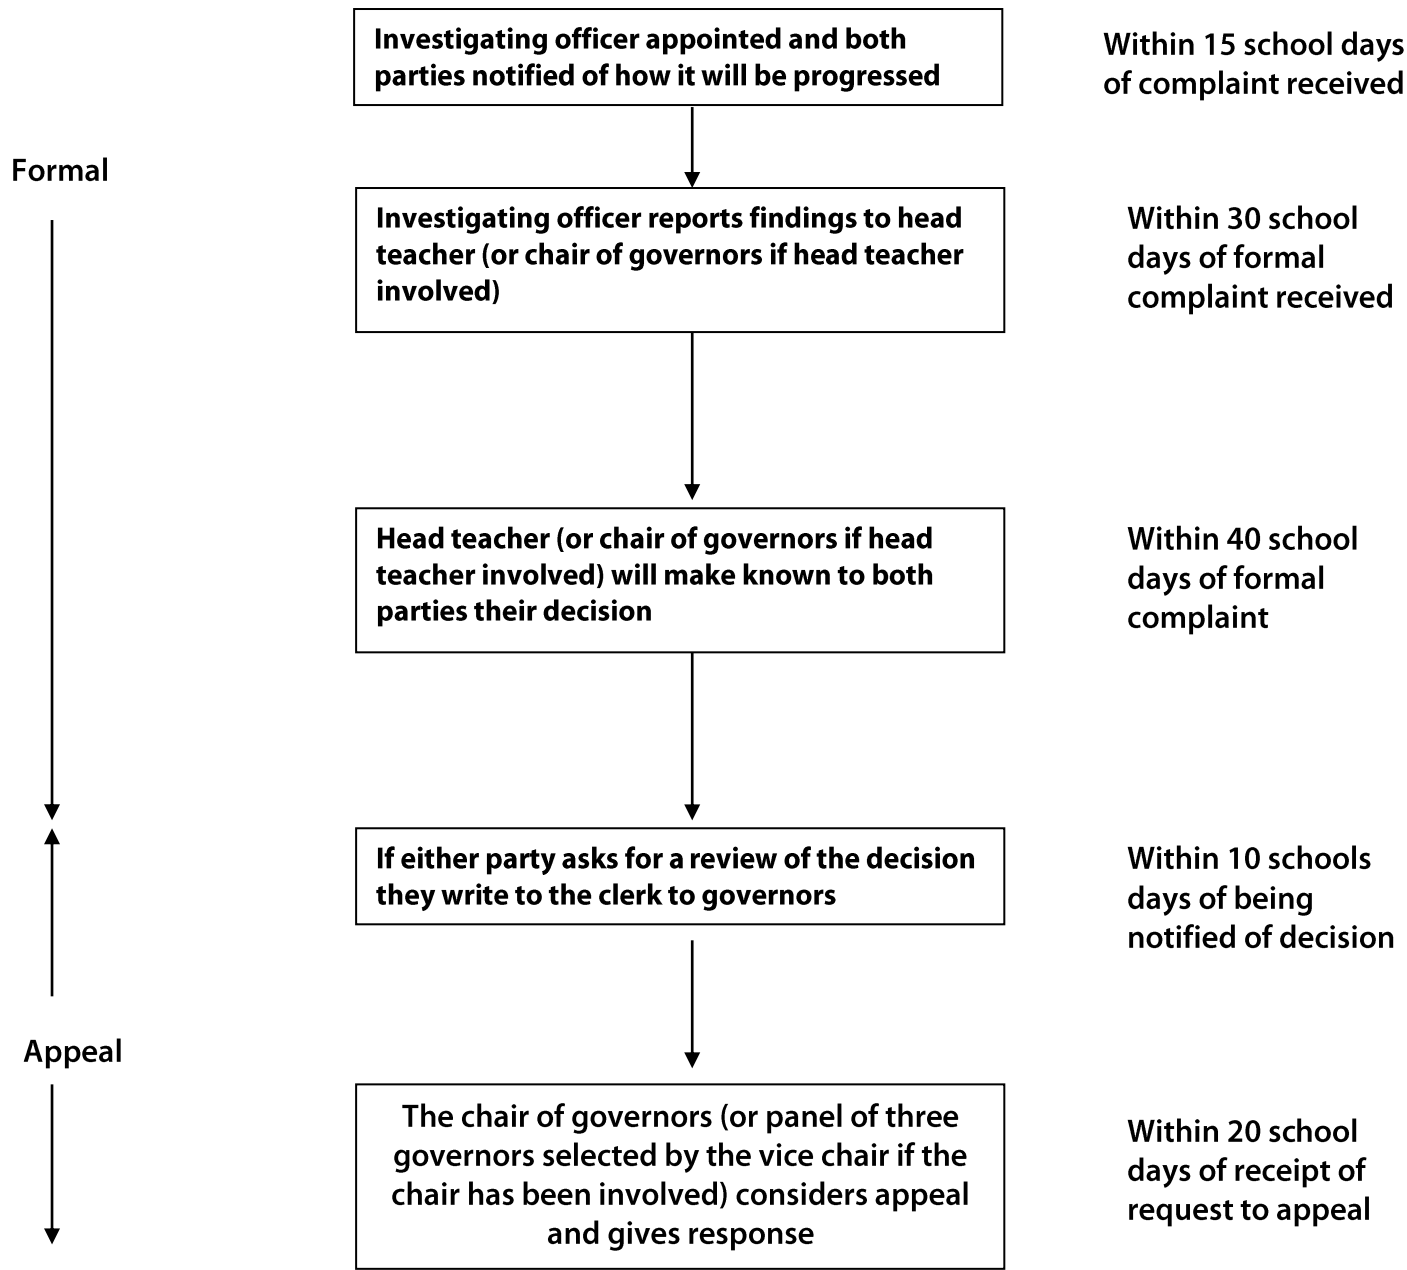 Investigating officer appointed and both
parties notified of how it will be progressed
Within 15 school days
of complaint received
Formal
Investigating officer reports findings to head
teacher (or chair of governors if head teacher
involved)
Within 30 school
days of formal
complaint received
Head teacher (or chair of governors if head
teacher involved) will make known to both
parties their decision
Within 40 school
days of formal
complaint
If either party asks for a review of the decision
they write to the clerk to governors
Within 10 schools
days of being
notified of decision
Appeal
The chair of governors (or panel of three
governors selected by the vice chair if the
chair has been involved) considers appeal
and gives response
Within 20 school
days of receipt of
request to appeal